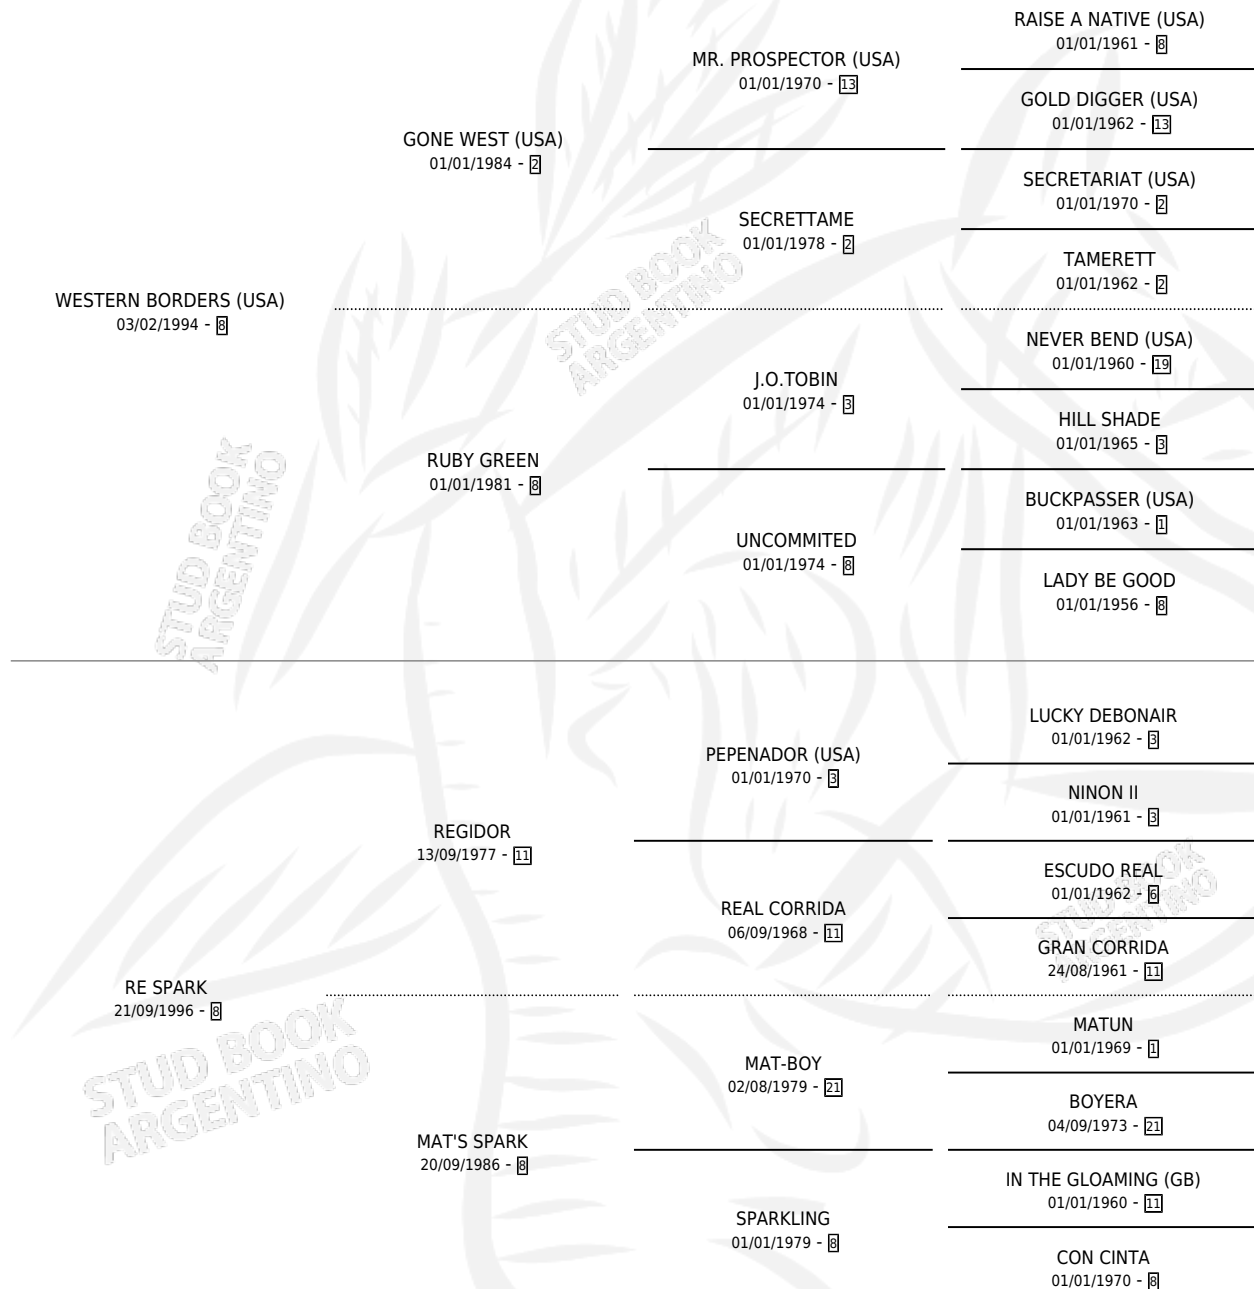 RAISE A NATIVE (USA)
01/01/1961 - 8
MR. PROSPECTOR (USA)
01/01/1970 - 13
GOLD DIGGER (USA)
01/01/1962 - 13
GONE WEST (USA)
01/01/1984 - 2
SECRETARIAT (USA)
01/01/1970 - 2
SECRETTAME
01/01/1978 - 2
TAMERETT
01/01/1962 - 2
WESTERN BORDERS (USA)
03/02/1994 - 8
NEVER BEND (USA)
01/01/1960 - 19
J.O.TOBIN
01/01/1974 - 3
HILL SHADE
01/01/1965 - 3
RUBY GREEN
01/01/1981 - 8
BUCKPASSER (USA)
01/01/1963 - 1
UNCOMMITED
01/01/1974 - 8
LADY BE GOOD
01/01/1956 - 8
LUCKY DEBONAIR
01/01/1962 - 3
PEPENADOR (USA)
01/01/1970 - 3
NINON II
01/01/1961 - 3
REGIDOR
13/09/1977 - 11
ESCUDO REAL
01/01/1962 - 6
REAL CORRIDA
06/09/1968 - 11
GRAN CORRIDA
24/08/1961 - 11
RE SPARK
21/09/1996 - 8
MATUN
01/01/1969 - 1
MAT-BOY
02/08/1979 - 21
BOYERA
04/09/1973 - 21
MAT'S SPARK
20/09/1986 - 8
IN THE GLOAMING (GB)
01/01/1960 - 11
SPARKLING
01/01/1979 - 8
CON CINTA
01/01/1970 - 8
STUD BOOK
ARGENTINO
STUD BOOK
ARGENTINO
STUD BOOK
ARGENTINO
STUD BOOK
ARGENTINO